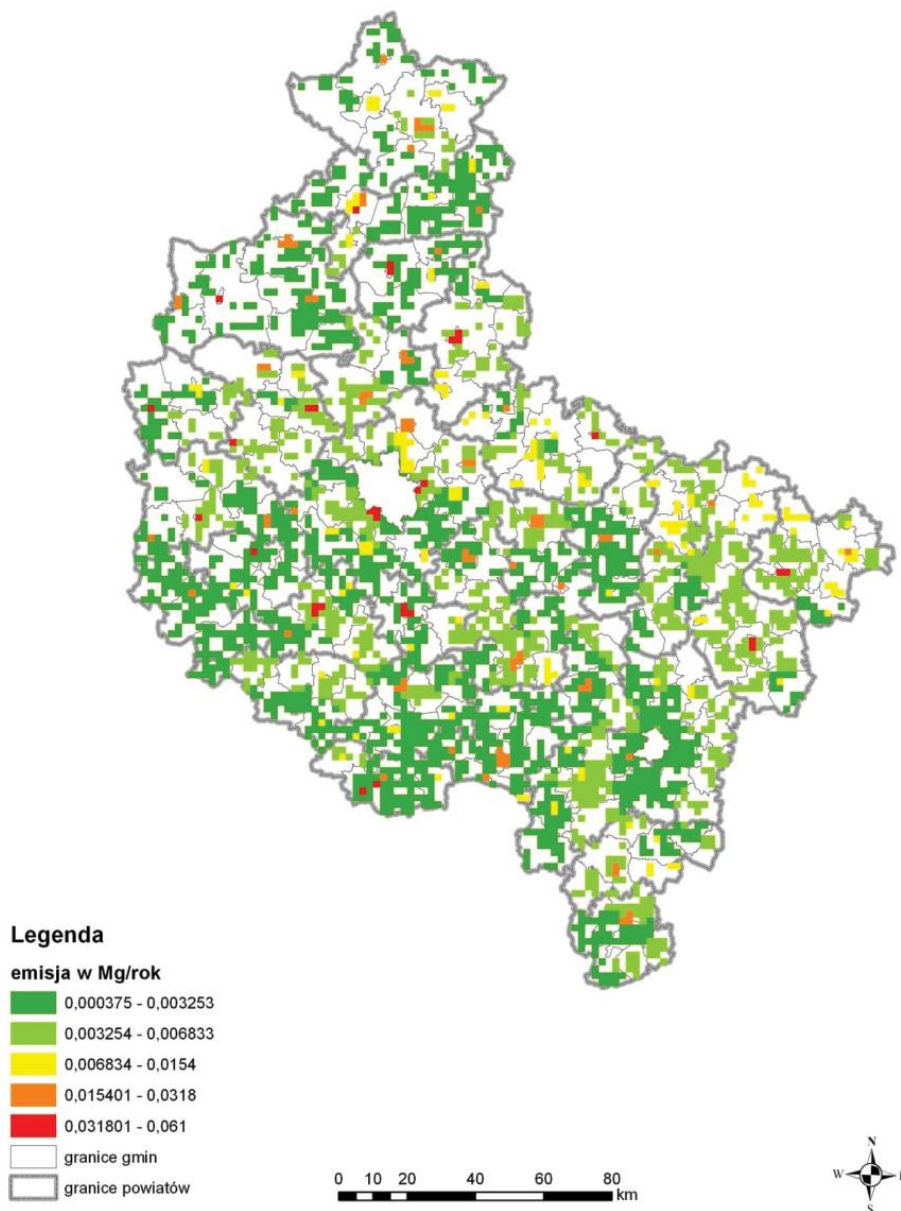 Legenda
emisja w Mg/rok
0,000375 - 0,003253
0,003254 - 0,006833
0,006834 - 0,0154
0,015401 - 0,0318
0,031801 - 0,061
granice gmin
granice powiatów
0 10 20 40 60 80
km
N
W E
S